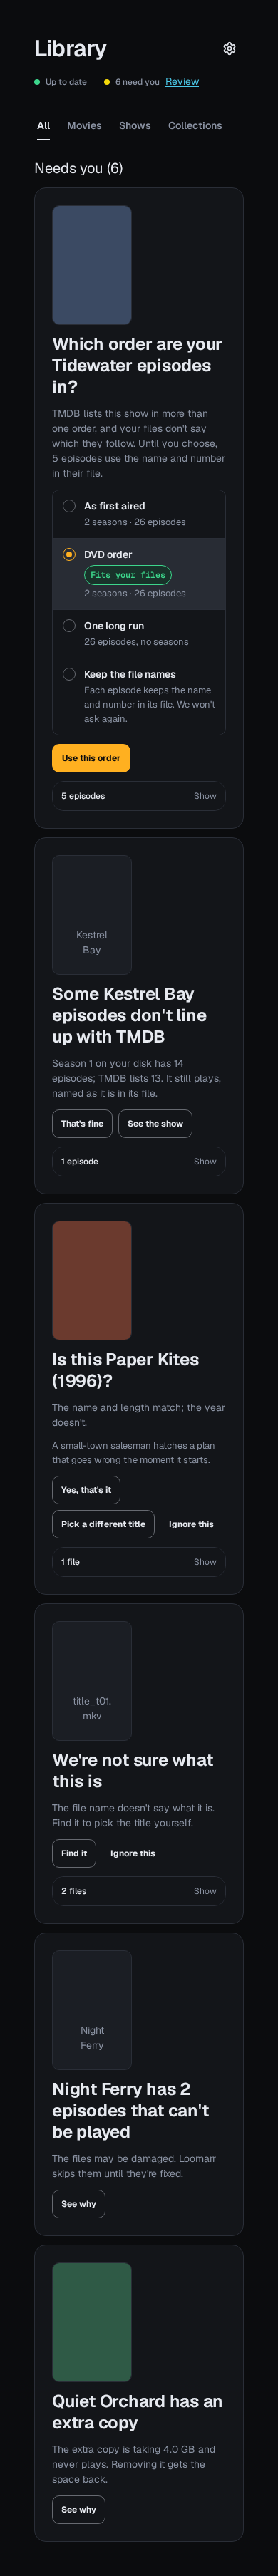 Library
Up to date 6 need you Review
All Movies Shows Collections
Needs you (6)
Which order are your
Tidewater episodes
in?
TMDB lists this show in more than
one order, and your files don't say
which they follow. Until you choose,
5 episodes use the name and number
in their file.
As first aired
2 seasons · 26 episodes
DVD order
Fits your files
2 seasons · 26 episodes
One long run
26 episodes, no seasons
Keep the file names
Each episode keeps the name
and number in its file. We won't
ask again.
Use this order
5 episodes Show
Kestrel
Bay
Some Kestrel Bay
episodes don't line
up with TMDB
Season 1 on your disk has 14
episodes; TMDB lists 13. It still plays,
named as it is in its file.
That's fine See the show
1 episode Show
Is this Paper Kites
(1996)?
The name and length match; the year
doesn't.
A small-town salesman hatches a plan
that goes wrong the moment it starts.
Yes, that's it
Pick a different title Ignore this
1 file Show
title_t01.
mkv
We're not sure what
this is
The file name doesn't say what it is.
Find it to pick the title yourself.
Find it Ignore this
2 files Show
Night
Ferry
Night Ferry has 2
episodes that can't
be played
The files may be damaged. Loomarr
skips them until they're fixed.
See why
Quiet Orchard has an
extra copy
The extra copy is taking 4.0 GB and
never plays. Removing it gets the
space back.
See why